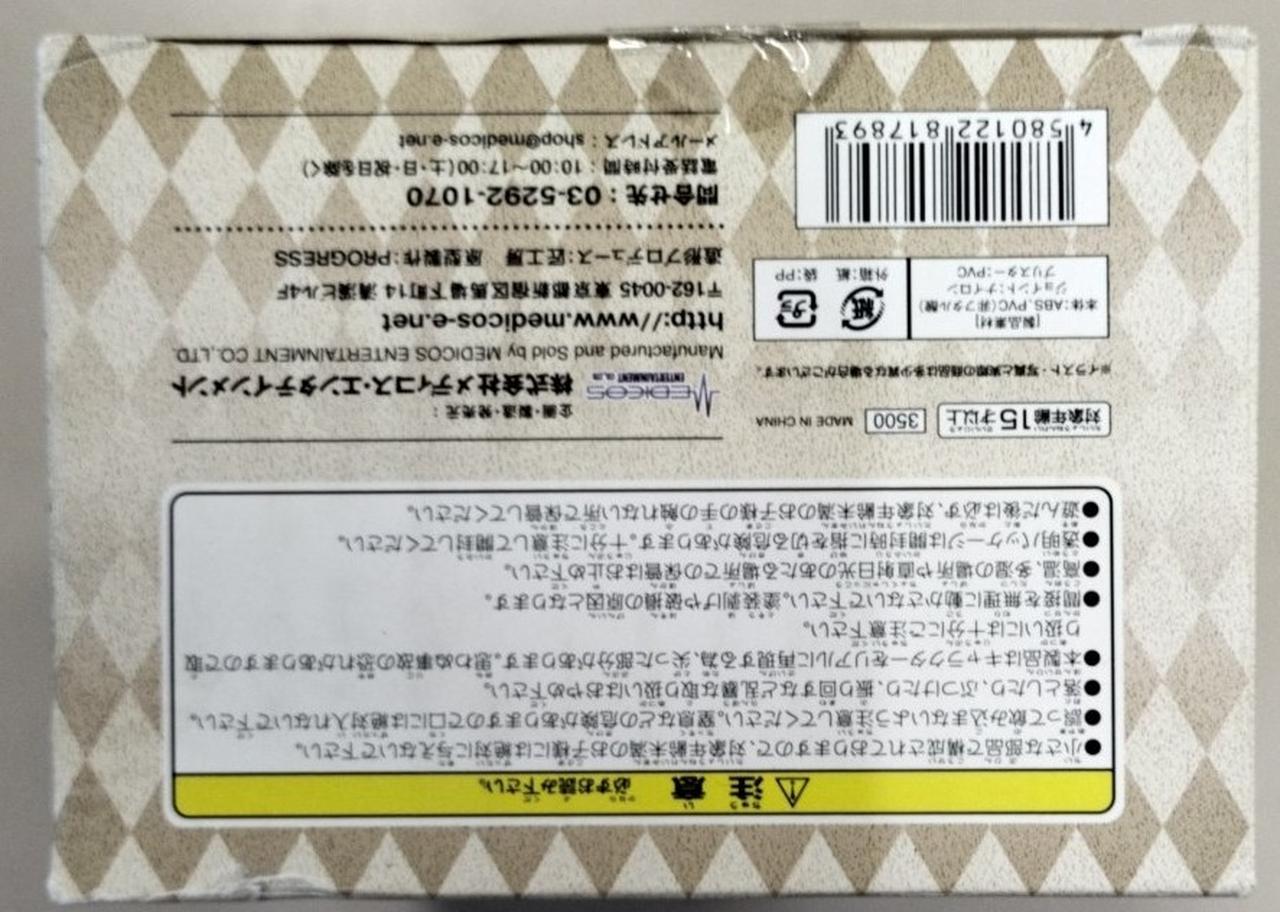 ⚠ 注意 必ずお読み下さい。
●小さな部品で構成されておりますので、対象年齢未満のお子様には絶対に与えないで下さい。
●誤って飲み込まないよう注意してください。窒息などの危険がありますので口には絶対入れないで下さい。
●落としたり、ぶつけたり、振り回すなど乱暴な取り扱いはおやめ下さい。
●本製品はキャラクターをリアルに再現する為、尖った部分があります。思わぬ事故の恐れがありますので取
り扱いには十分にご注意下さい。
●間接を無理に動かさないで下さい。塗装剥げや破損の原因となります。
●高温、多湿の場所や直射日光のあたる場所での保管はお止め下さい。
●透明パッケージは開封時に指を切る危険があります。十分に注意して開封してください。
●遊んだ後は必ず、対象年齢未満のお子様の手の触れない所で保管してください。
対象年齢15才以上 3500 MADE IN CHINA
※イラスト・写真と実際の商品は多少異なる場合がございます。
[製品素材]
本体:ABS、PVC(非フタル酸)
ジョイント:ナイロン
ブリスター:PVC
紙 プラ
外箱:紙 袋:PP
4 580122 817893
企画・製造・発売元:
MEDICOS ENTERTAINMENT CO.,LTD. 株式会社メディコス・エンタテインメント
Manufactured and Sold by MEDICOS ENTERTAINMENT CO.,LTD.
http://www.medicos-e.net
〒162-0045 東京都新宿区馬場下町14 清瀧ビル4F
造形プロデュース:匠工房 原型製作:PROGRESS
問合せ先:03-5292-1070
電話受付時間:10:00〜17:00(土・日・祝日を除く)
メールアドレス:shop@medicos-e.net